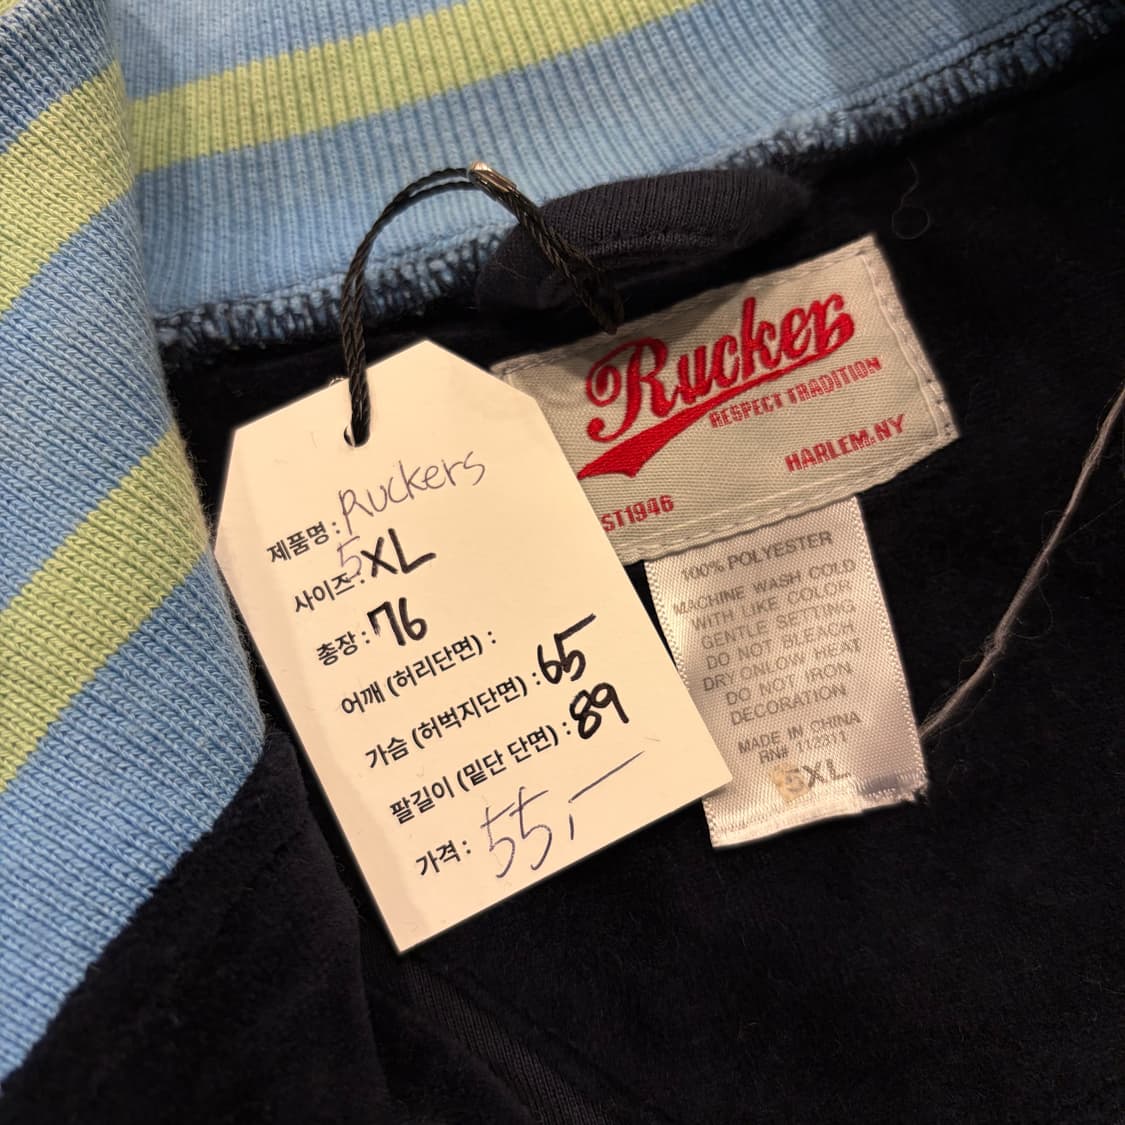 제품명 : Ruckers
사이즈 : 5XL
총장 : 76
어깨 (허리단면) :
가슴 (허벅지단면) : 65
팔길이 (밑단 단면) : 89
가격 : 55,-
Rucker
RESPECT TRADITION
HARLEM. NY
ST 1946
100% POLYESTER
MACHINE WASH COLD
WITH LIKE COLOR
GENTLE SETTING
DO NOT BLEACH
DRY ON LOW HEAT
DO NOT IRON
DECORATION
MADE IN CHINA
RN#
5XL